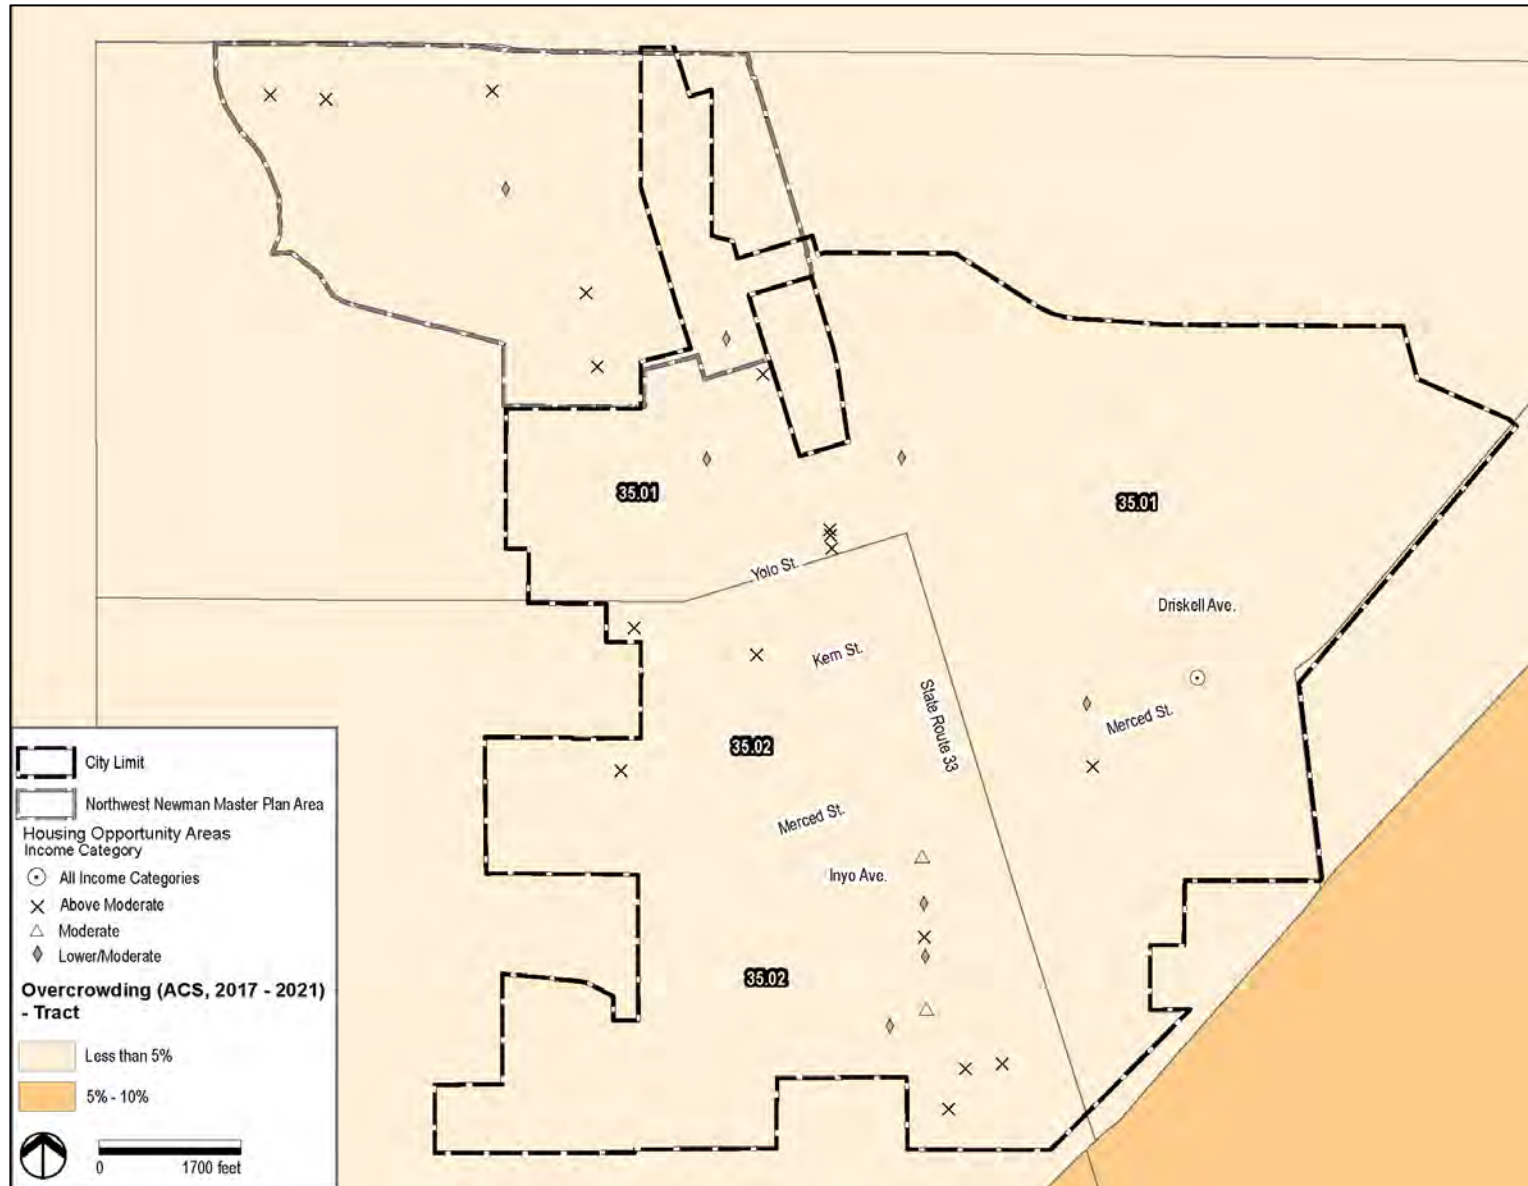 35.01
35.01
Yolo St.
Driskell Ave.
Kern St.
State Route 33
Merced St.
35.02
Merced St.
Inyo Ave.
35.02
City Limit
Northwest Newman Master Plan Area
Housing Opportunity Areas
Income Category
All Income Categories
Above Moderate
Moderate
Lower/Moderate
Overcrowding (ACS, 2017 - 2021)
- Tract
Less than 5%
5% - 10%
0 1700 feet